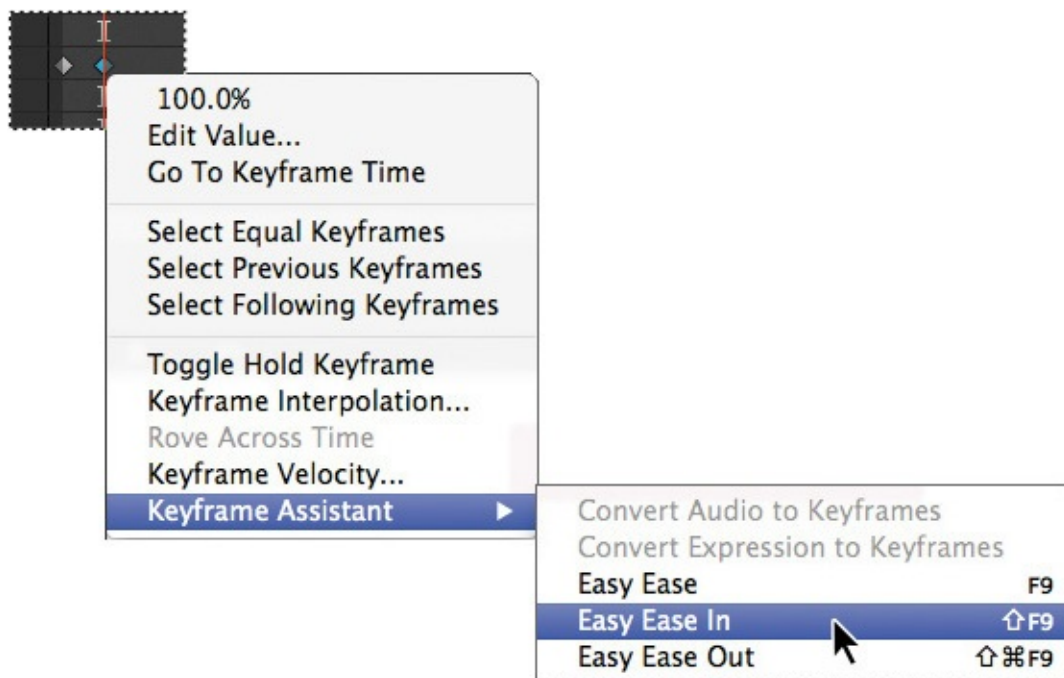 100.0%
Edit Value...
Go To Keyframe Time
Select Equal Keyframes
Select Previous Keyframes
Select Following Keyframes
Toggle Hold Keyframe
Keyframe Interpolation...
Rove Across Time
Keyframe Velocity...
Keyframe Assistant ▶
Convert Audio to Keyframes
Convert Expression to Keyframes
Easy Ease F9
Easy Ease In ⇧F9
Easy Ease Out ⇧⌘F9